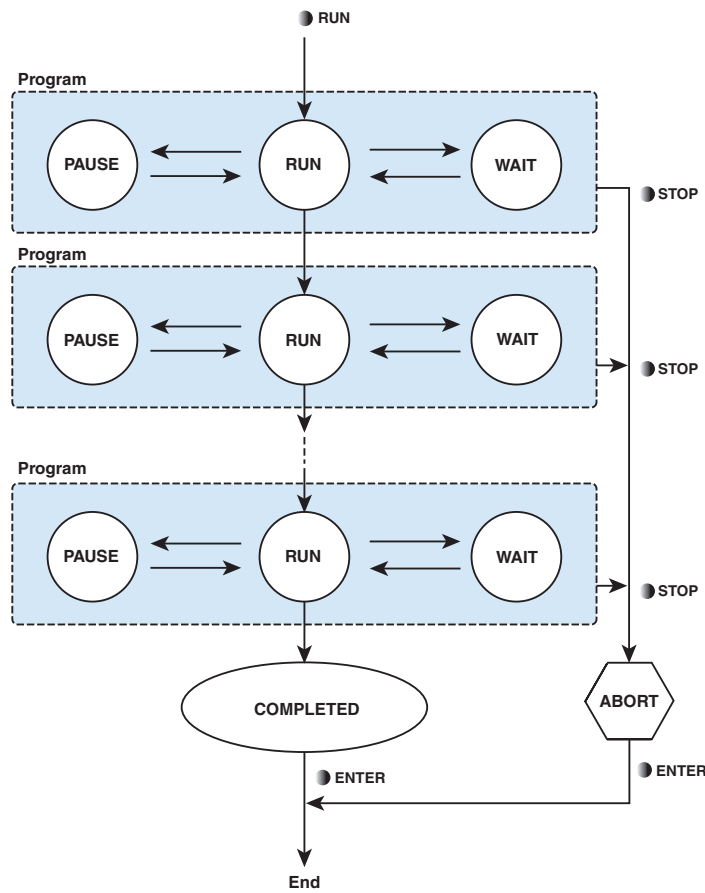 RUN
Program
PAUSE
RUN
WAIT
STOP
Program
PAUSE
RUN
WAIT
STOP
Program
PAUSE
RUN
WAIT
STOP
COMPLETED
ABORT
ENTER
ENTER
End